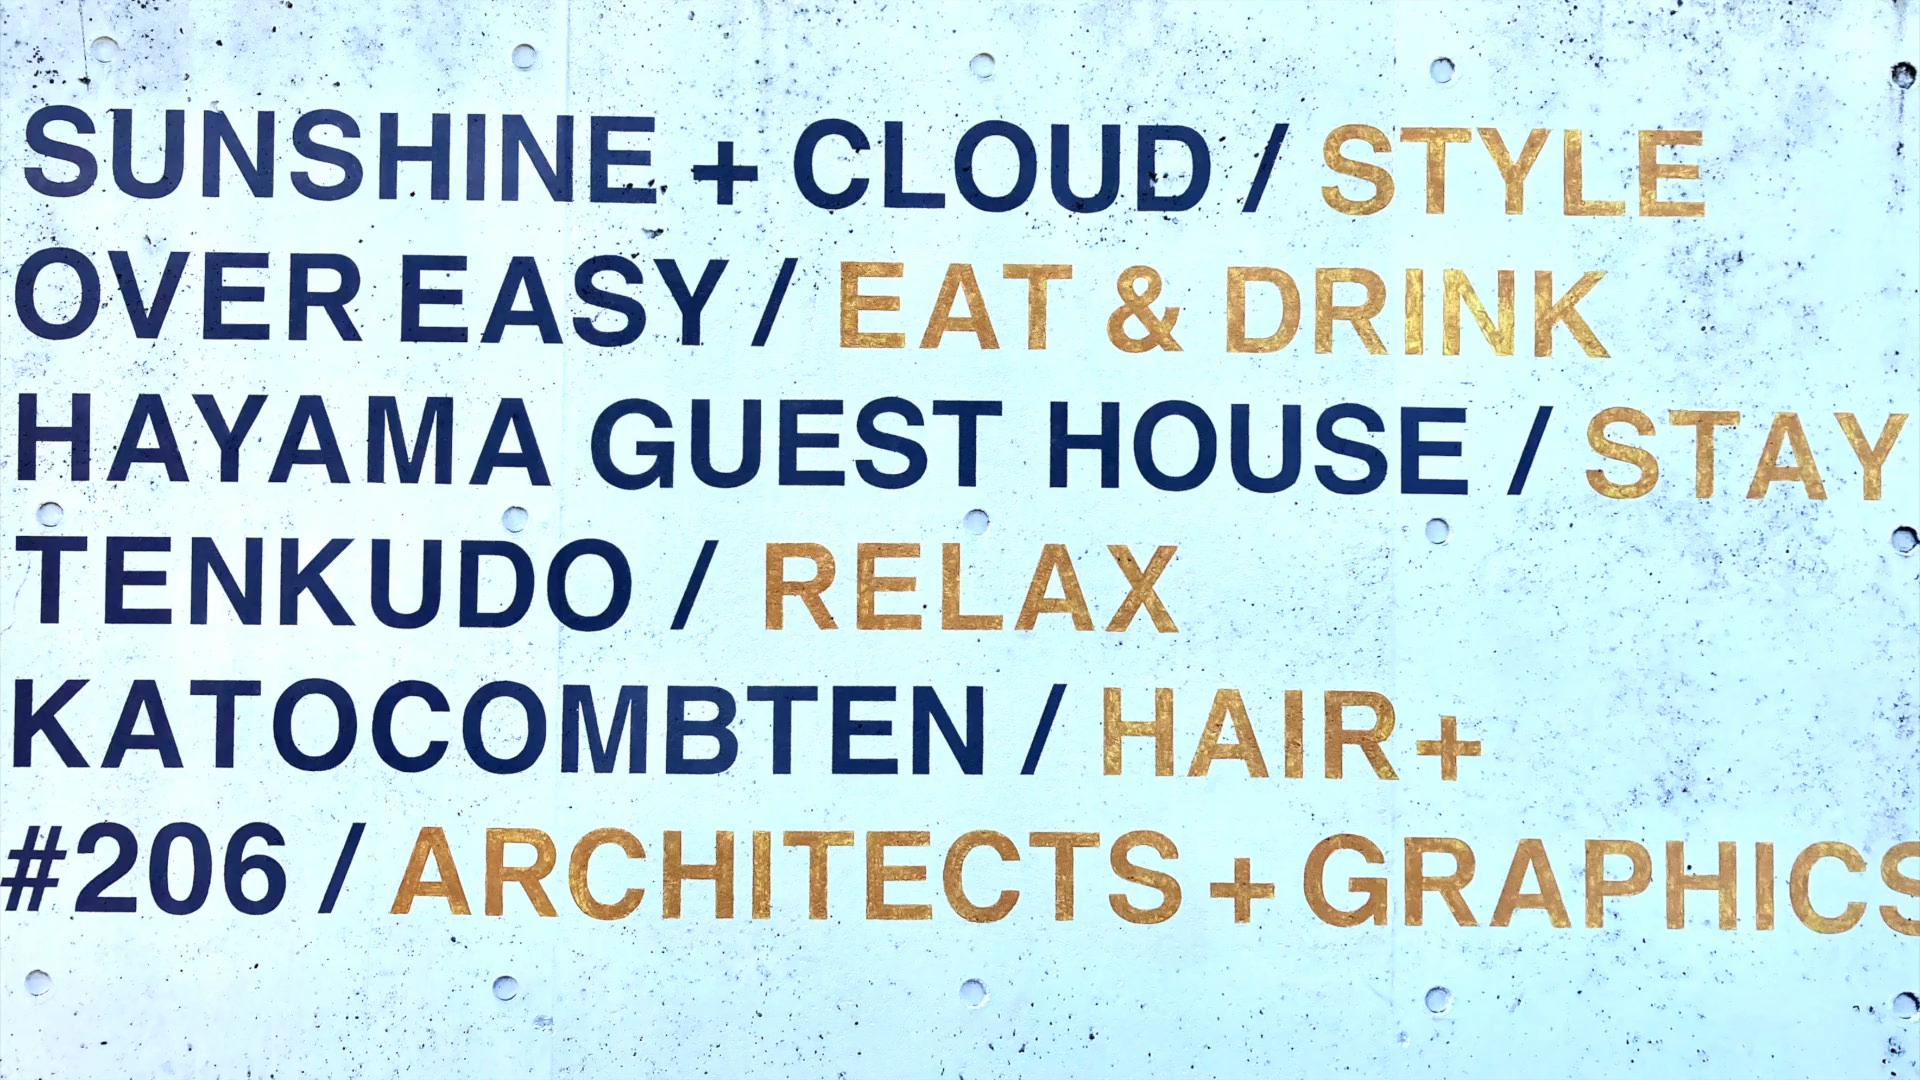 SUNSHINE + CLOUD / STYLE
OVER EASY / EAT & DRINK
HAYAMA GUEST HOUSE / STAY
TENKUDO / RELAX
KATOCOMBTEN / HAIR+
#206 / ARCHITECTS+GRAPHICS